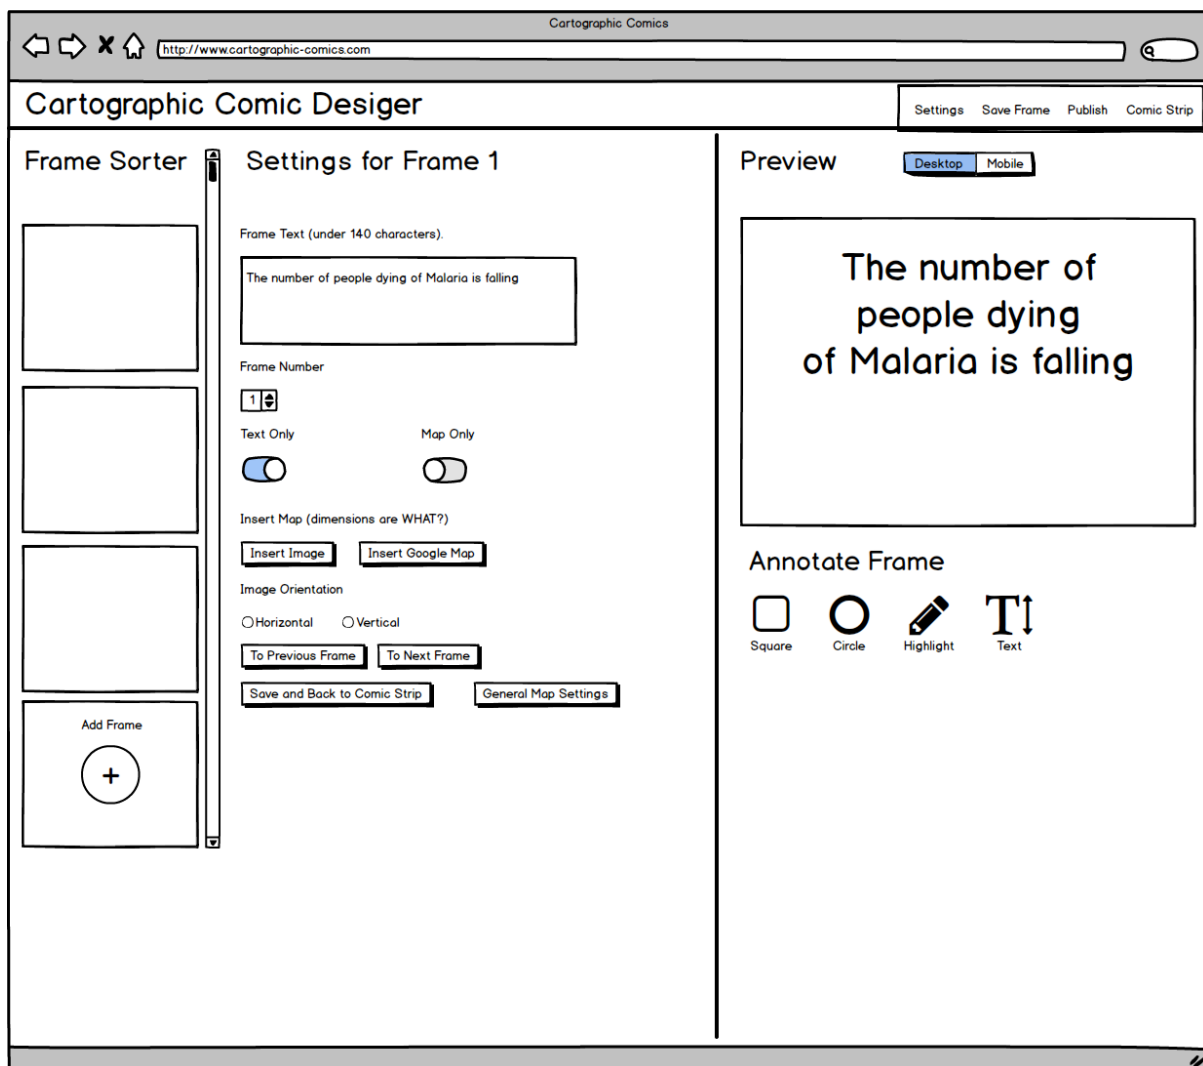 Cartographic Comics
http://www.cartographic-comics.com
Cartographic Comic Desiger
Settings Save Frame Publish Comic Strip
Frame Sorter
Add Frame
+
Settings for Frame 1
Frame Text (under 140 characters).
The number of people dying of Malaria is falling
Frame Number
1
Text Only Map Only
Insert Map (dimensions are WHAT?)
Insert Image Insert Google Map
Image Orientation
Horizontal Vertical
To Previous Frame To Next Frame
Save and Back to Comic Strip General Map Settings
Preview Desktop Mobile
The number of
people dying
of Malaria is falling
Annotate Frame
T
Square Circle Highlight Text